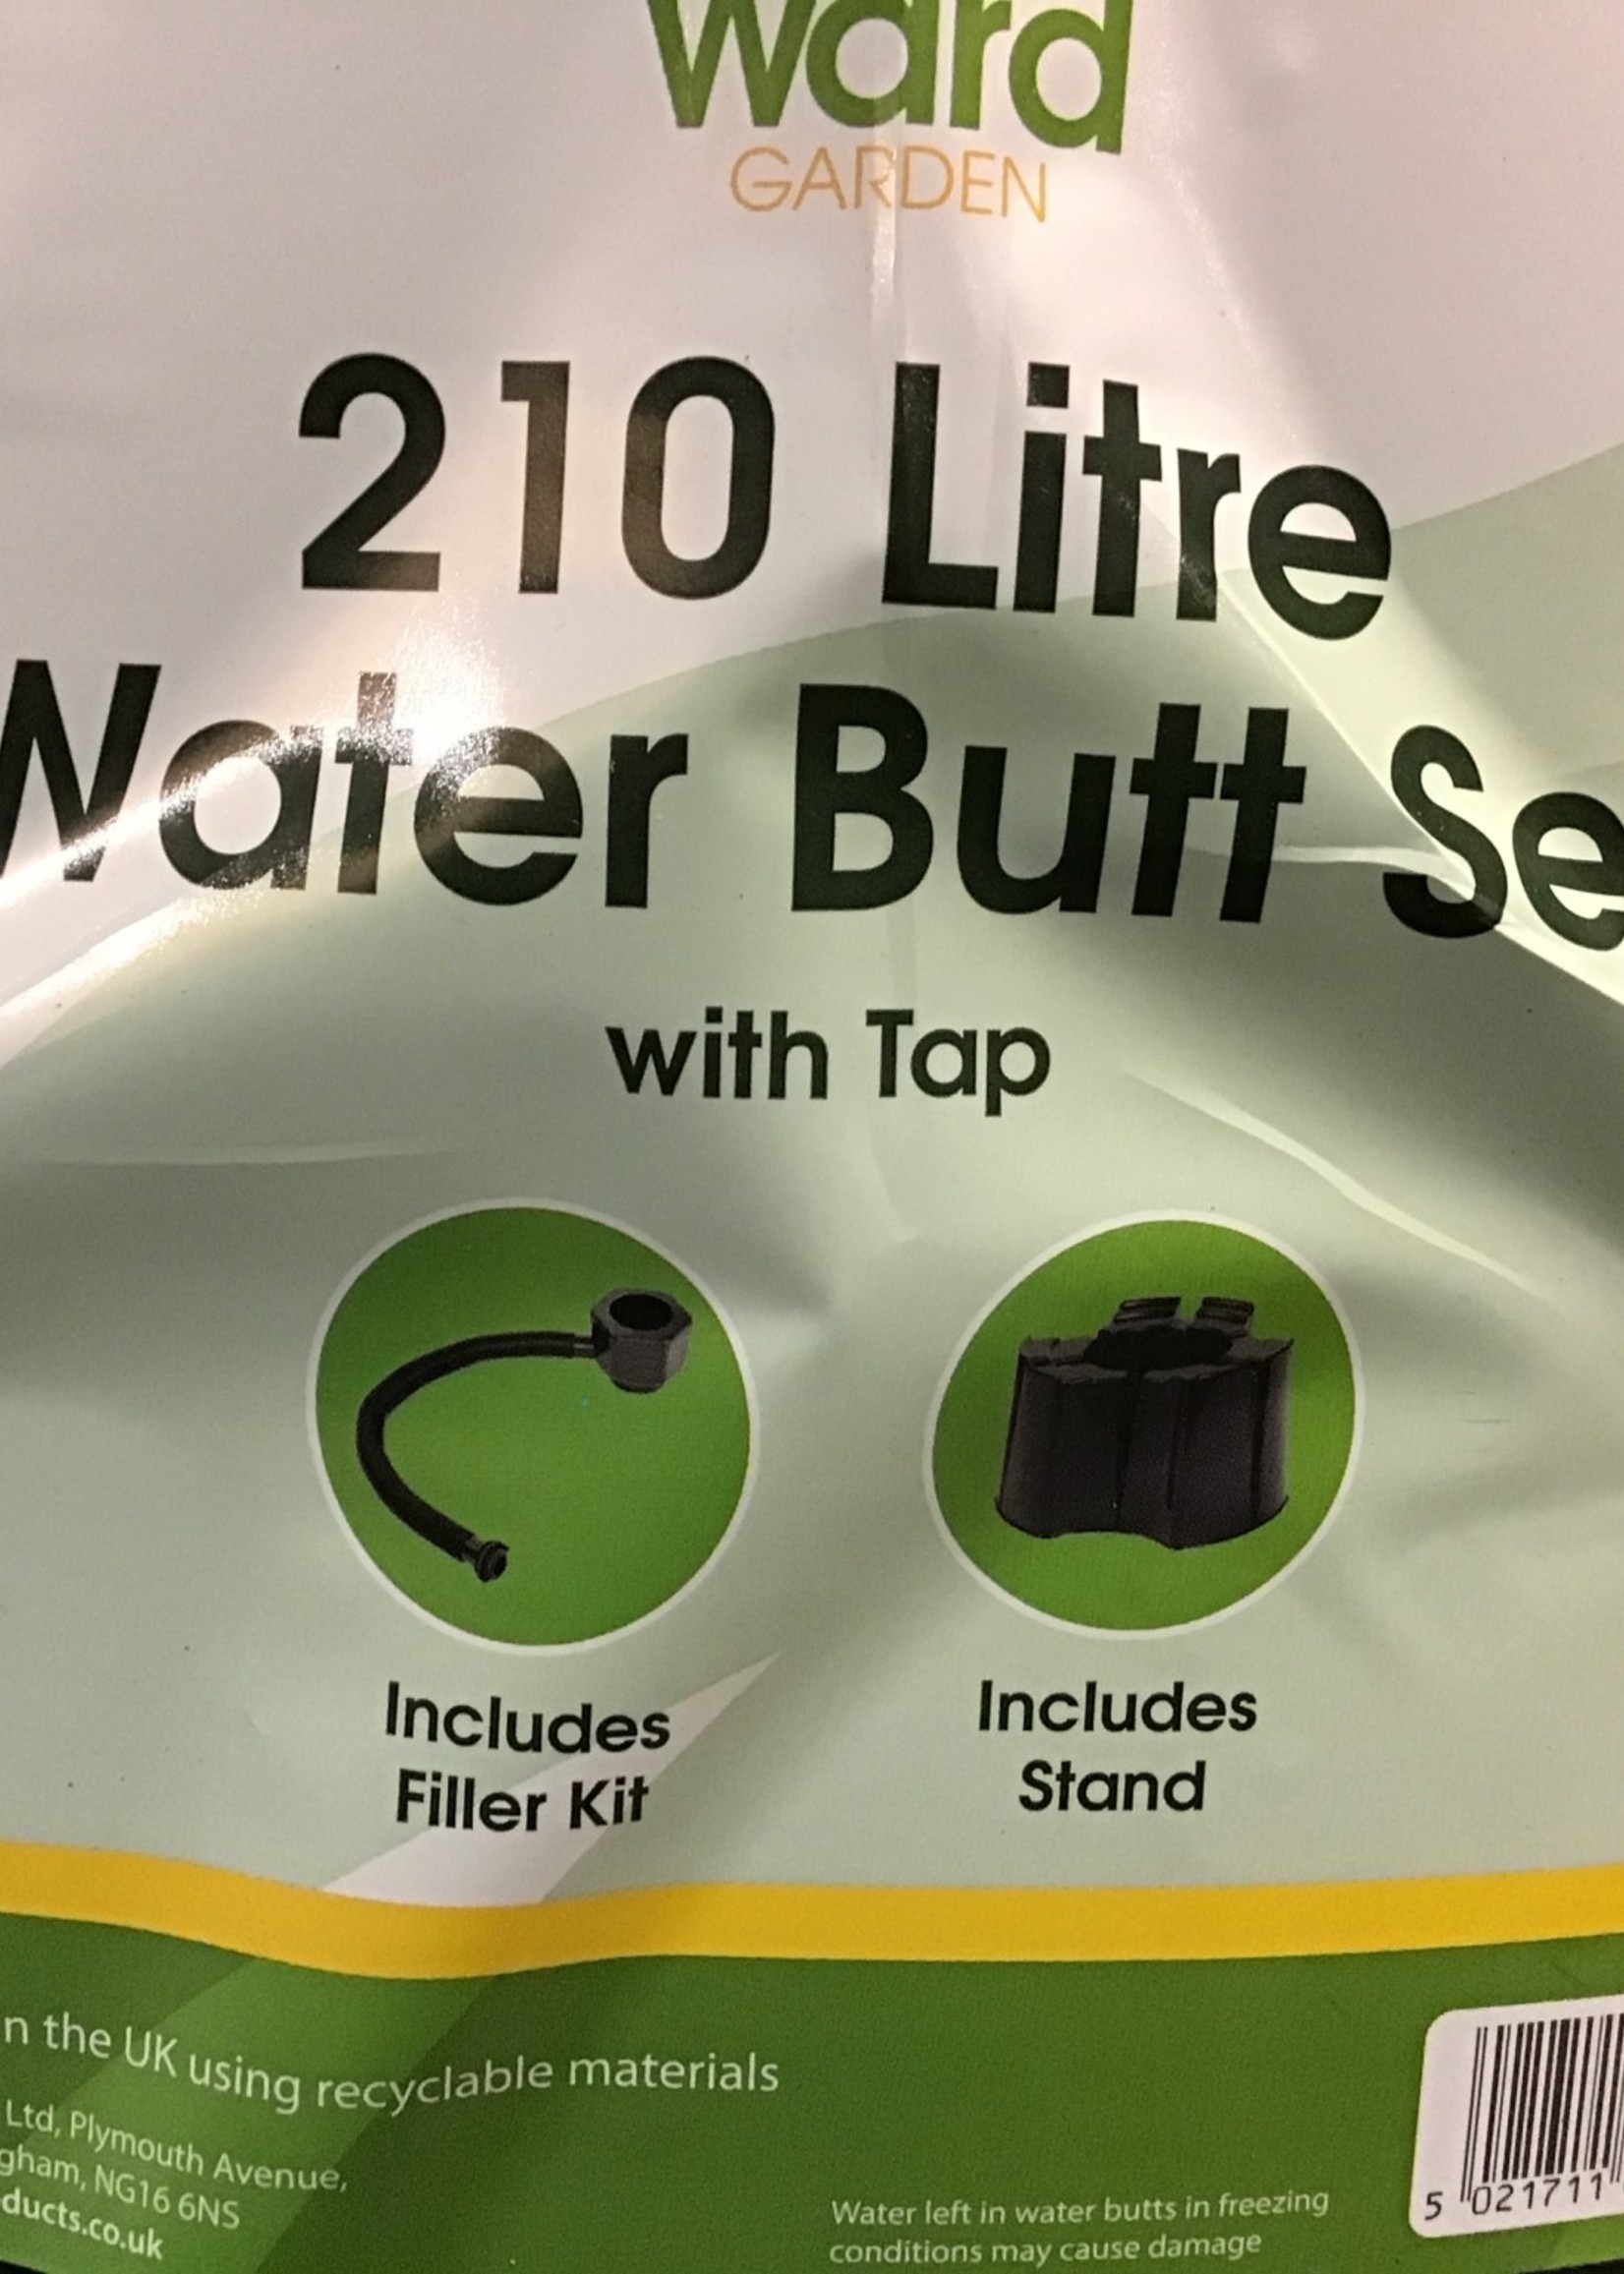 ward
GARDEN
210 Litre
Water Butt Se
with Tap
Includes
Filler Kit
Includes
Stand
n the UK using recyclable materials
Ltd, Plymouth Avenue,
gham, NG16 6NS
ducts.co.uk
Water left in water butts in freezing
conditions may cause damage
5 021711